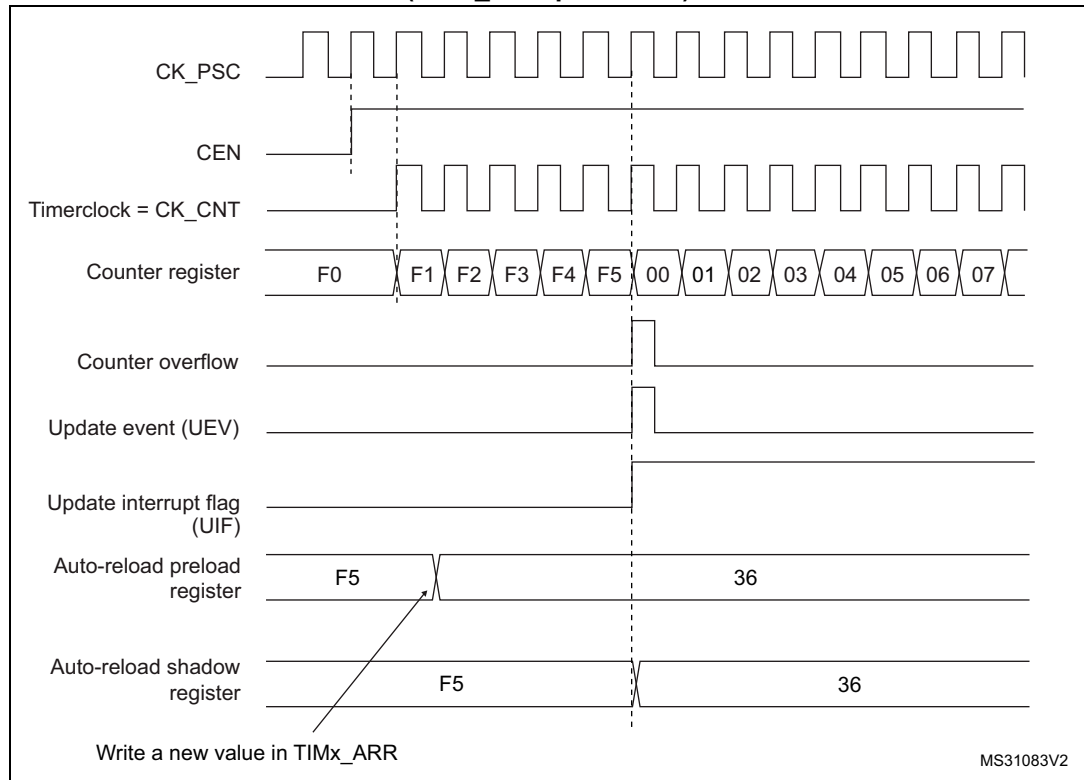 CK_PSC
CEN
Timerclock = CK_CNT
Counter register
F0 F1 F2 F3 F4 F5 00 01 02 03 04 05 06 07
Counter overflow
Update event (UEV)
Update interrupt flag
(UIF)
Auto-reload preload
register
F5 36
Auto-reload shadow
register
F5 36
Write a new value in TIMx_ARR
MS31083V2